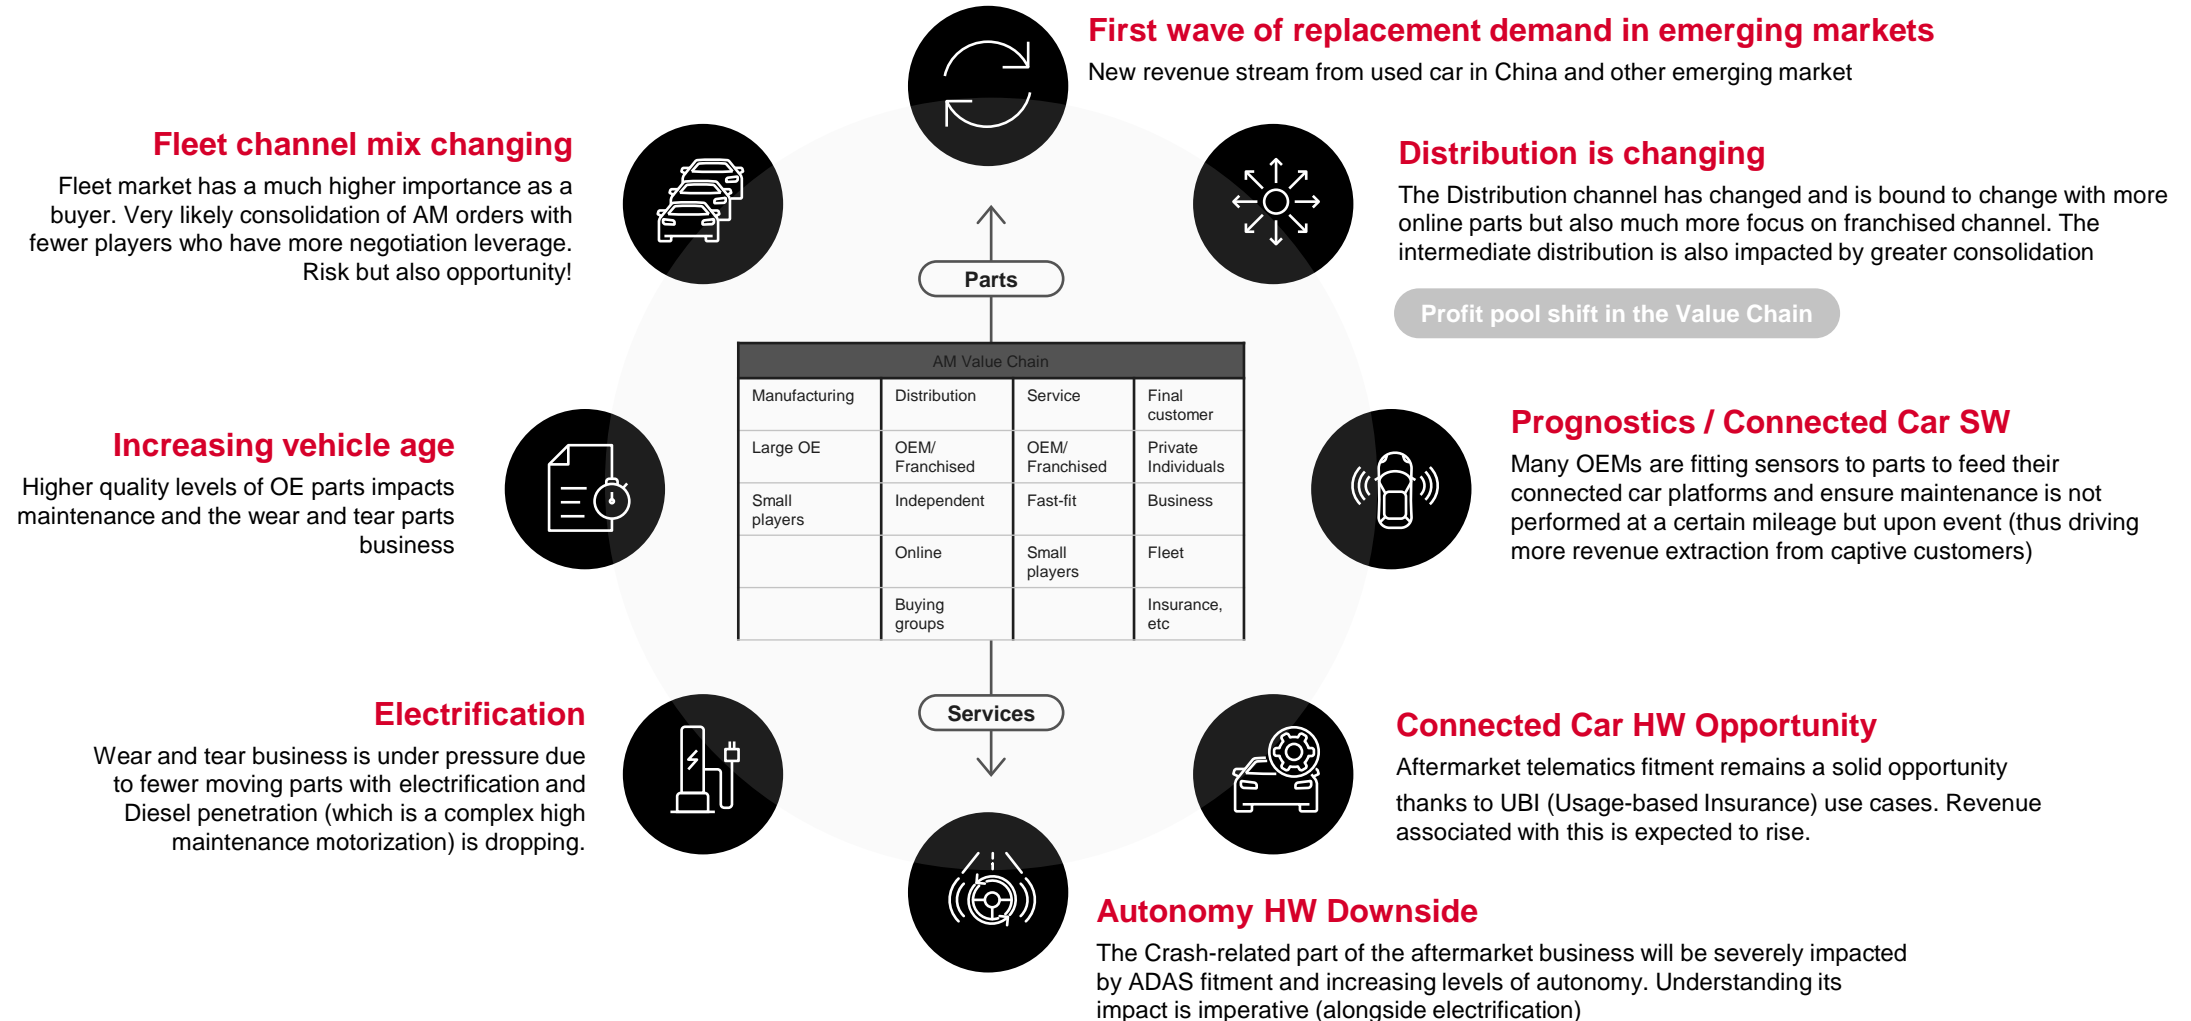 First wave of replacement demand in emerging markets
New revenue stream from used car in China and other emerging market
Fleet channel mix changing
Fleet market has a much higher importance as a
buyer. Very likely consolidation of AM orders with
fewer players who have more negotiation leverage.
Risk but also opportunity!
Distribution is changing
The Distribution channel has changed and is bound to change with more
online parts but also much more focus on franchised channel. The
intermediate distribution is also impacted by greater consolidation
Profit pool shift in the Value Chain
Parts
AM Value Chain
Manufacturing Distribution Service Final
customer
Large OE OEM/ OEM/ Private
Franchised Franchised Individuals
Small Independent Fast-fit Business
players
Online Small Fleet
players
Buying Insurance,
groups etc
Services
Increasing vehicle age
Higher quality levels of OE parts impacts
maintenance and the wear and tear parts
business
Prognostics / Connected Car SW
Many OEMs are fitting sensors to parts to feed their
connected car platforms and ensure maintenance is not
performed at a certain mileage but upon event (thus driving
more revenue extraction from captive customers)
Electrification
Wear and tear business is under pressure due
to fewer moving parts with electrification and
Diesel penetration (which is a complex high
maintenance motorization) is dropping.
Connected Car HW Opportunity
Aftermarket telematics fitment remains a solid opportunity
thanks to UBI (Usage-based Insurance) use cases. Revenue
associated with this is expected to rise.
Autonomy HW Downside
The Crash-related part of the aftermarket business will be severely impacted
by ADAS fitment and increasing levels of autonomy. Understanding its
impact is imperative (alongside electrification)